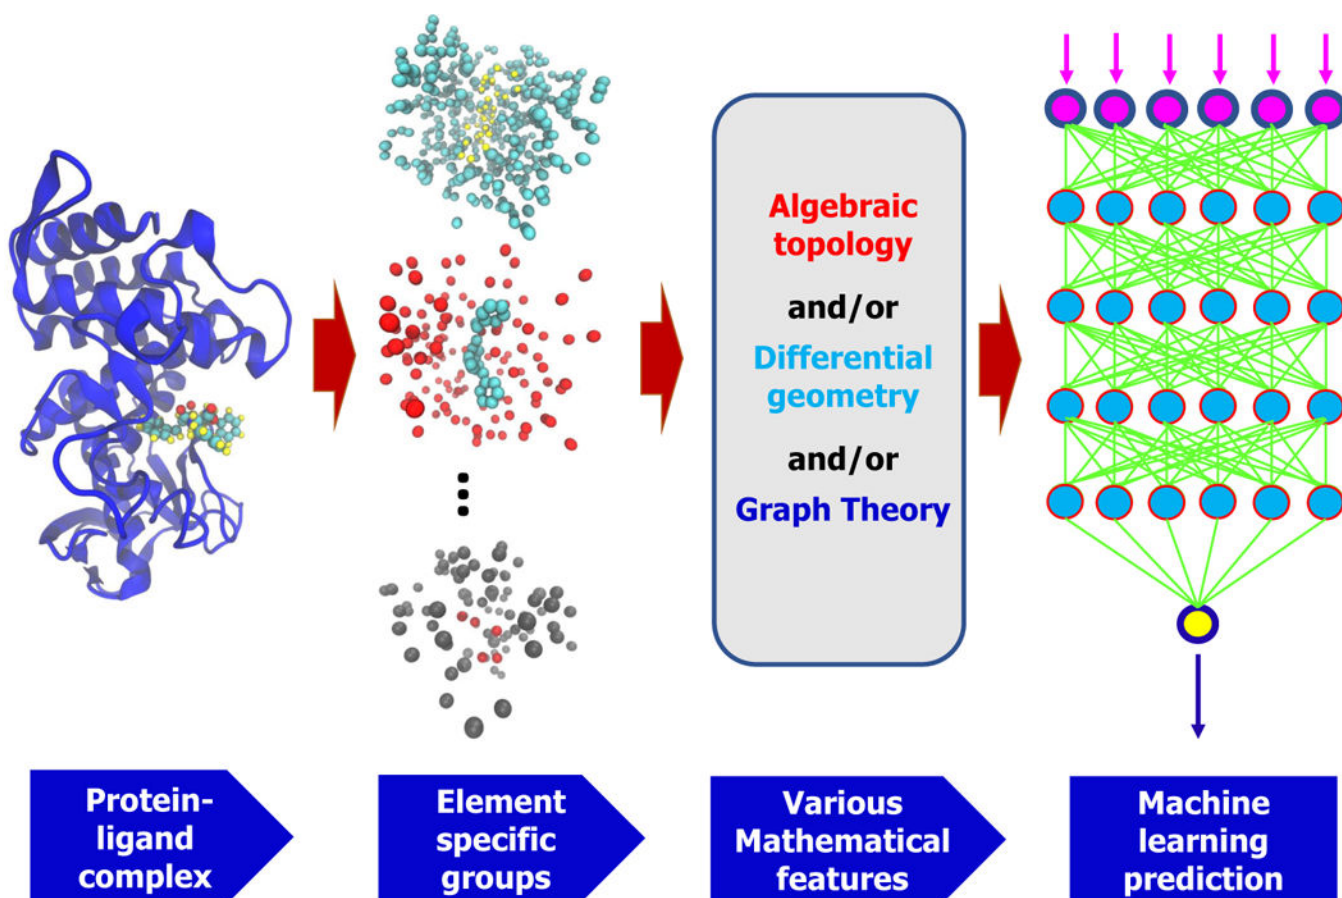 Algebraic
topology
and/or
Differential
geometry
and/or
Graph Theory
Protein-
ligand
complex
Element
specific
groups
Various
Mathematical
features
Machine
learning
prediction